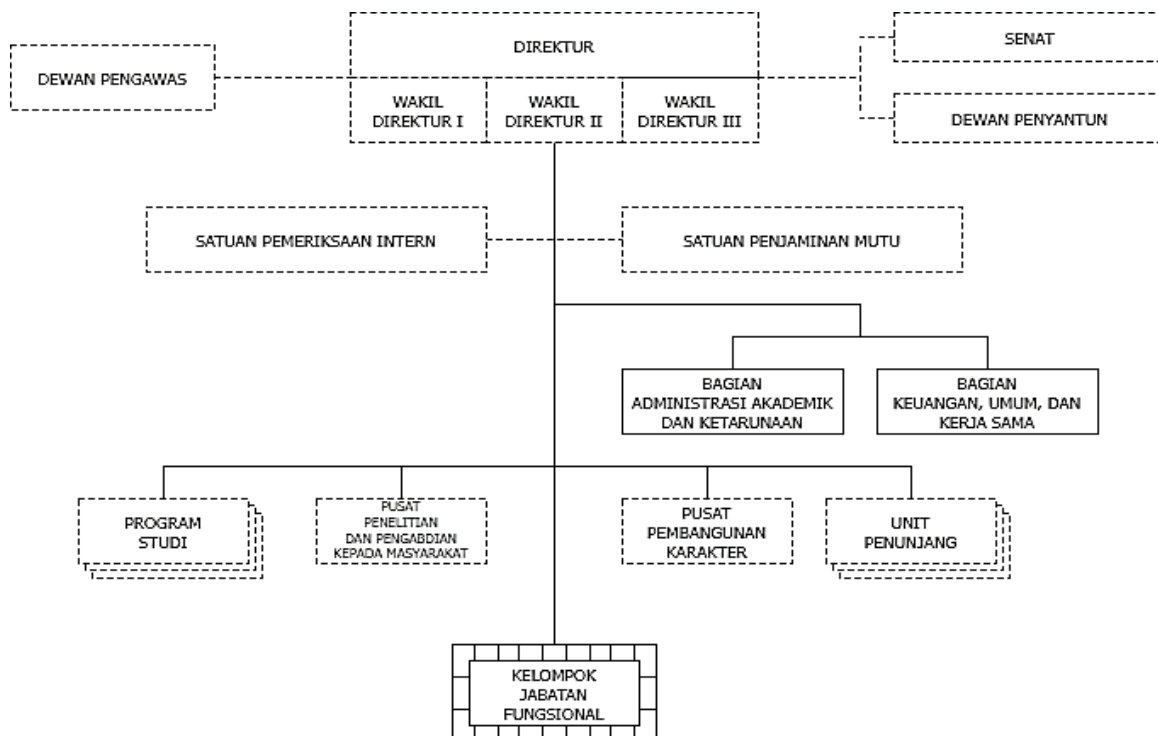 DIREKTUR
SENAT
DEWAN PENGAWAS
WAKIL
DIREKTUR I
WAKIL
DIREKTUR II
WAKIL
DIREKTUR III
DEWAN PENYANTUN
SATUAN PEMERIKSAAN INTERN
SATUAN PENJAMINAN MUTU
BAGIAN
ADMINISTRASI AKADEMIK
DAN KETARUNAAN
BAGIAN
KEUANGAN, UMUM, DAN
KERJA SAMA
PROGRAM
STUDI
PUSAT
PENELITIAN
DAN PENGABDIAN
KEPADA MASYARAKAT
PUSAT
PEMBANGUNAN
KARAKTER
UNIT
PENUNJANG
KELOMPOK
JABATAN
FUNGSIONAL